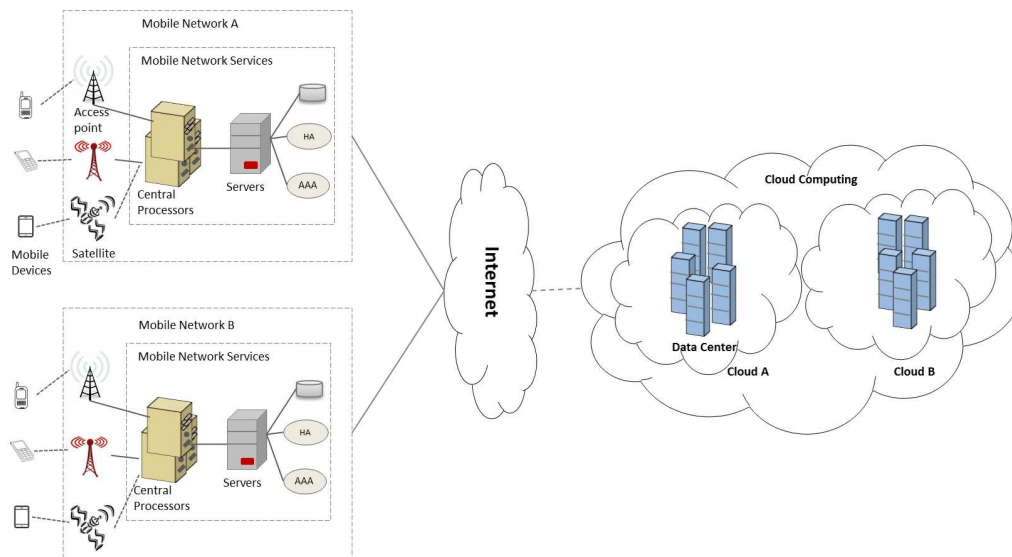 Mobile Network A
Mobile Network Services
Access
point
HA
AAA
Central
Processors
Servers
Mobile
Devices
Satellite
Mobile Network B
Mobile Network Services
HA
AAA
Central
Processors
Servers
Internet
Cloud Computing
Data Center
Cloud A
Cloud B